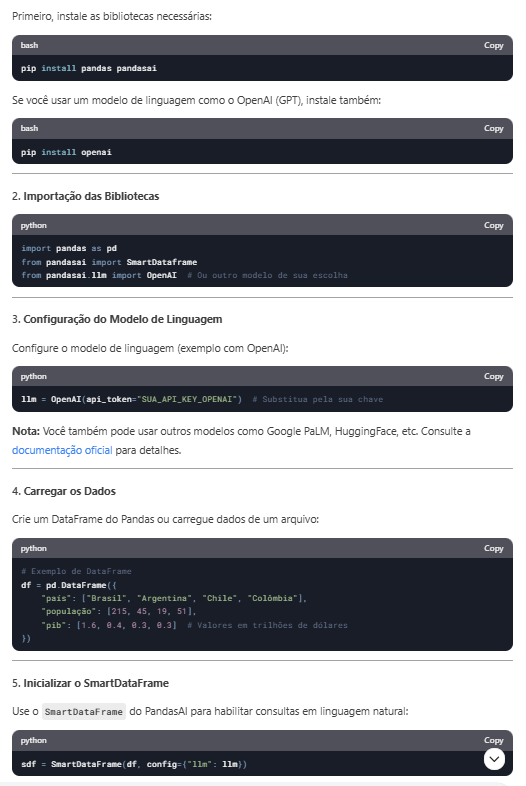 Primeiro, instale as bibliotecas necessárias:
bash Copy
pip install pandas pandasai
Se você usar um modelo de linguagem como o OpenAI (GPT), instale também:
bash Copy
pip install openai
2. Importação das Bibliotecas
python Copy
import pandas as pd
from pandasai import SmartDataframe
from pandasai.llm import OpenAI  # Ou outro modelo de sua escolha
3. Configuração do Modelo de Linguagem
Configure o modelo de linguagem (exemplo com OpenAI):
python Copy
llm = OpenAI(api_token="SUA_API_KEY_OPENAI")  # Substitua pela sua chave
Nota: Você também pode usar outros modelos como Google PaLM, HuggingFace, etc. Consulte a
documentação oficial para detalhes.
4. Carregar os Dados
Crie um DataFrame do Pandas ou carregue dados de um arquivo:
python Copy
# Exemplo de DataFrame
df = pd.DataFrame({
    "país": ["Brasil", "Argentina", "Chile", "Colômbia"],
    "população": [215, 45, 19, 51],
    "pib": [1.6, 0.4, 0.3, 0.3]  # Valores em trilhões de dólares
})
5. Inicializar o SmartDataFrame
Use o SmartDataFrame do PandasAI para habilitar consultas em linguagem natural:
python Copy
sdf = SmartDataFrame(df, config={"llm": llm})